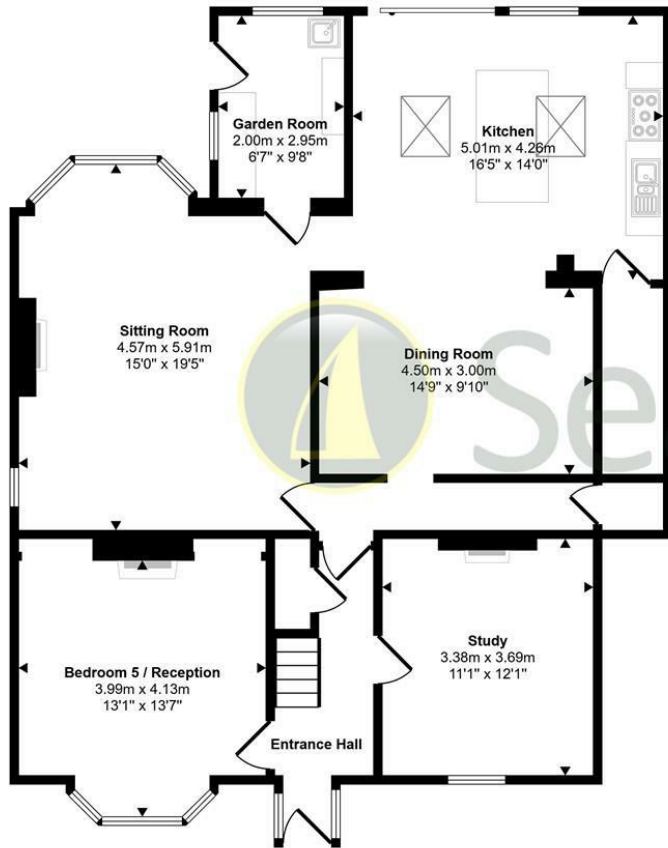 Garden Room
2.00m x 2.95m
6'7" x 9'8"
Kitchen
5.01m x 4.26m
16'5" x 14'0"
Sitting Room
4.57m x 5.91m
15'0" x 19'5"
Dining Room
4.50m x 3.00m
14'9" x 9'10"
Se
Bedroom 5 / Reception
3.99m x 4.13m
13'1" x 13'7"
Study
3.38m x 3.69m
11'1" x 12'1"
Entrance Hall